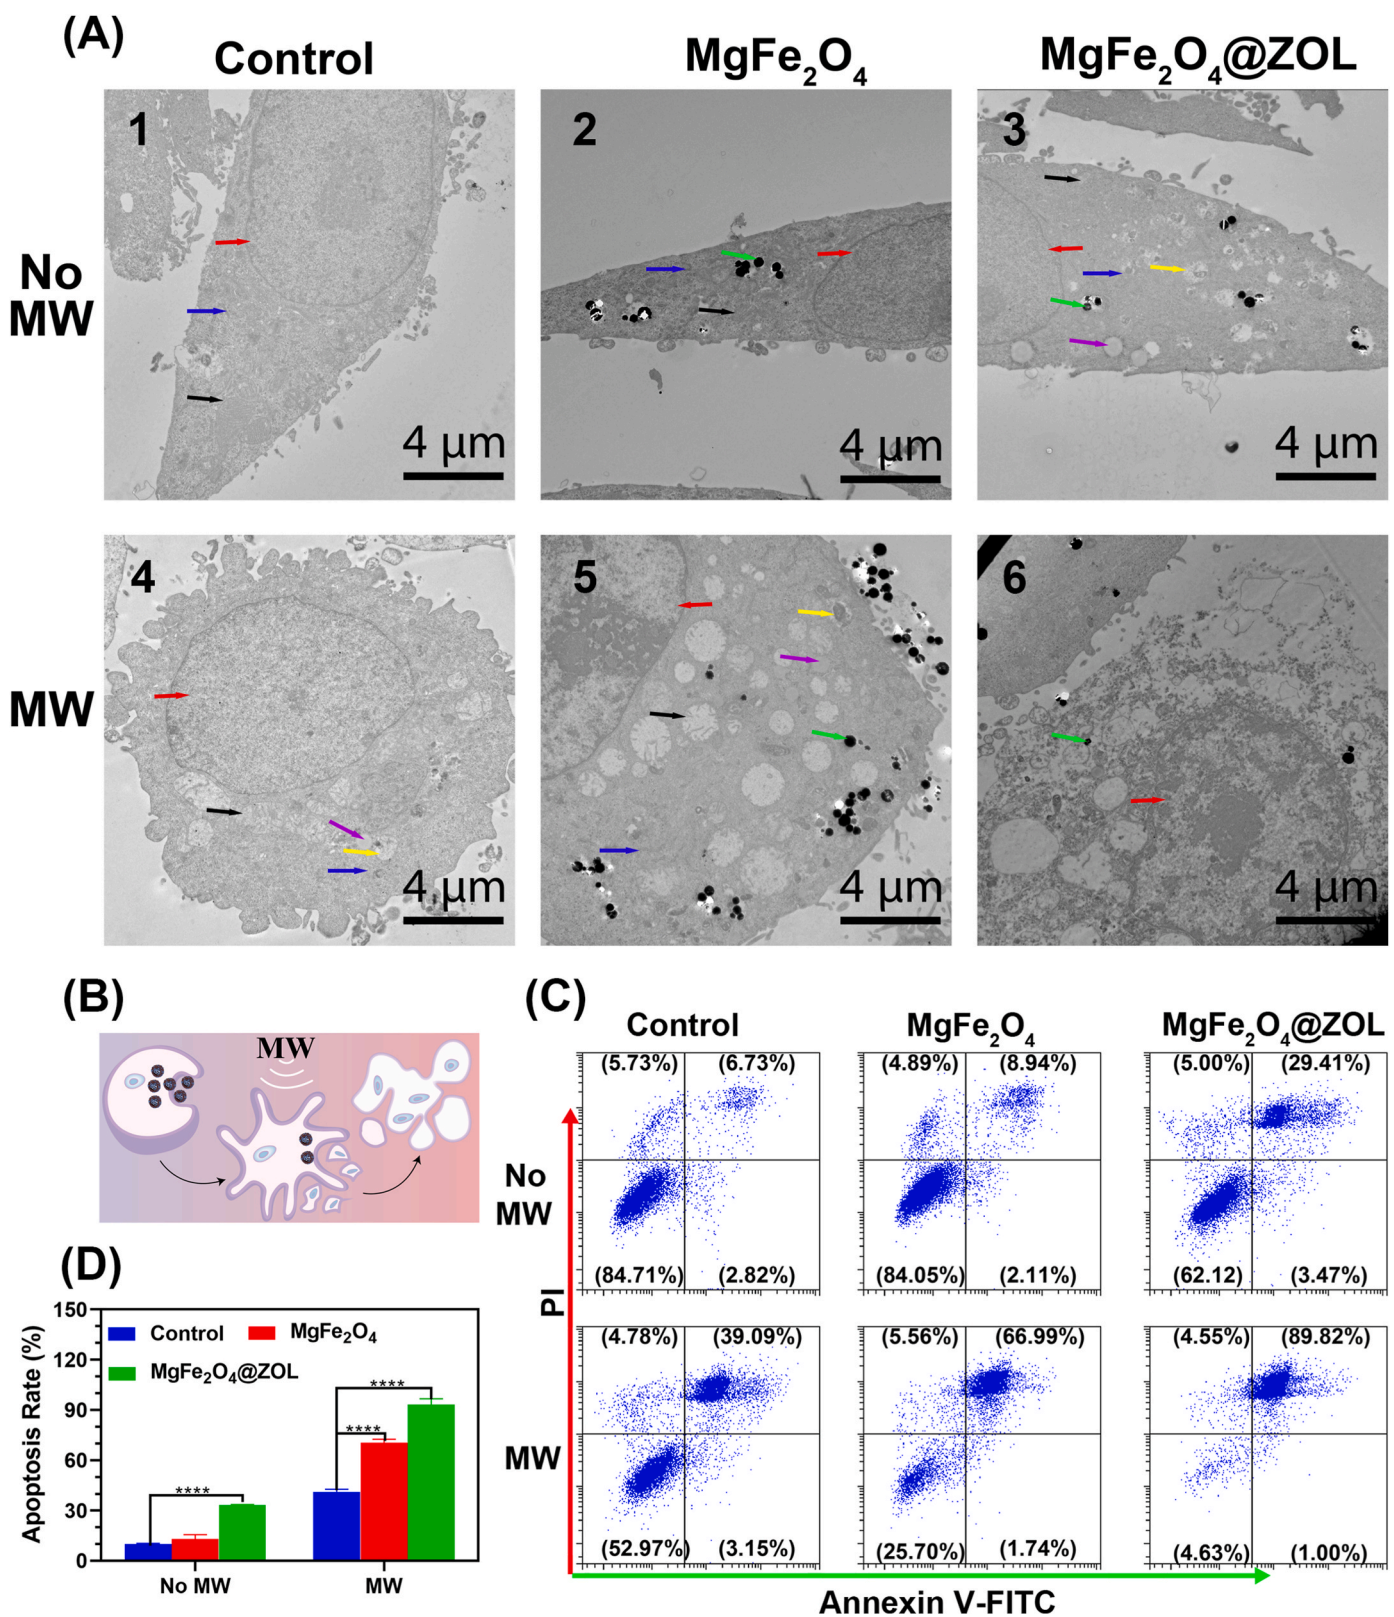 (A)
Control
MgFe₂O₄
MgFe₂O₄@ZOL
No
MW
1
2
3
4 µm
4 µm
4 µm
MW
4
5
6
4 µm
4 µm
4 µm
(B)
MW
(C)
Control
MgFe₂O₄
MgFe₂O₄@ZOL
No
MW
(5.73%) (6.73%)
(84.71%) (2.82%)
(4.89%) (8.94%)
(84.05%) (2.11%)
(5.00%) (29.41%)
(62.12) (3.47%)
MW
(4.78%) (39.09%)
(52.97%) (3.15%)
(5.56%) (66.99%)
(25.70%) (1.74%)
(4.55%) (89.82%)
(4.63%) (1.00%)
PI
Annexin V-FITC
(D)
Apoptosis Rate (%)
150
120
90
60
30
0
Control
MgFe₂O₄
MgFe₂O₄@ZOL
****
****
****
No MW
MW